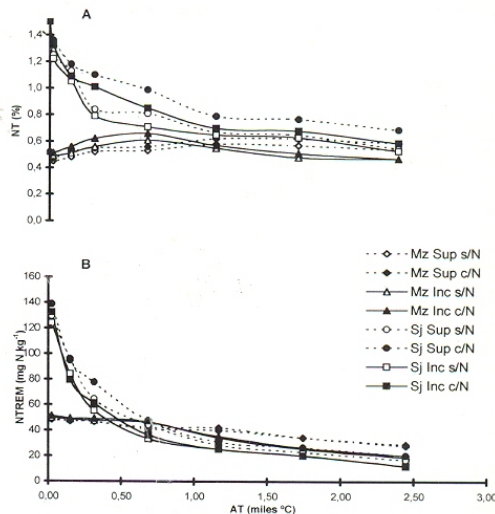 A
1,4
1,2
1,0
0,8
0,6
0,4
0,2
0,0
NT (%)
B
160
140
120
100
80
60
40
20
0
NTREM (mg N kg-1)
0,00 0,50 1,00 1,50 2,00 2,50 3,00
AT (miles ºC)
Mz Sup s/N
Mz Sup c/N
Mz Inc s/N
Mz Inc c/N
Sj Sup s/N
Sj Sup c/N
Sj Inc s/N
Sj Inc c/N